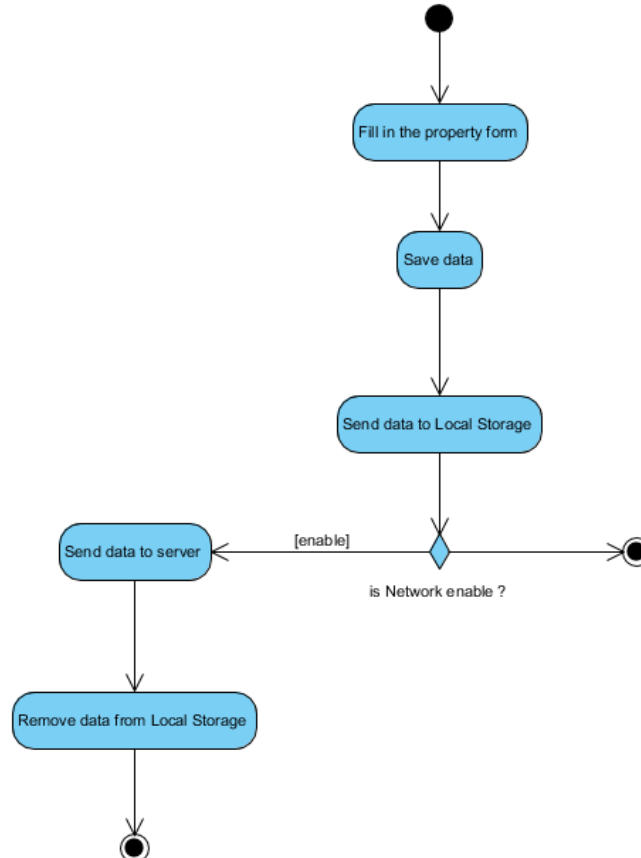 Fill in the property form
Save data
Send data to Local Storage
[enable]
Send data to server
is Network enable ?
Remove data from Local Storage